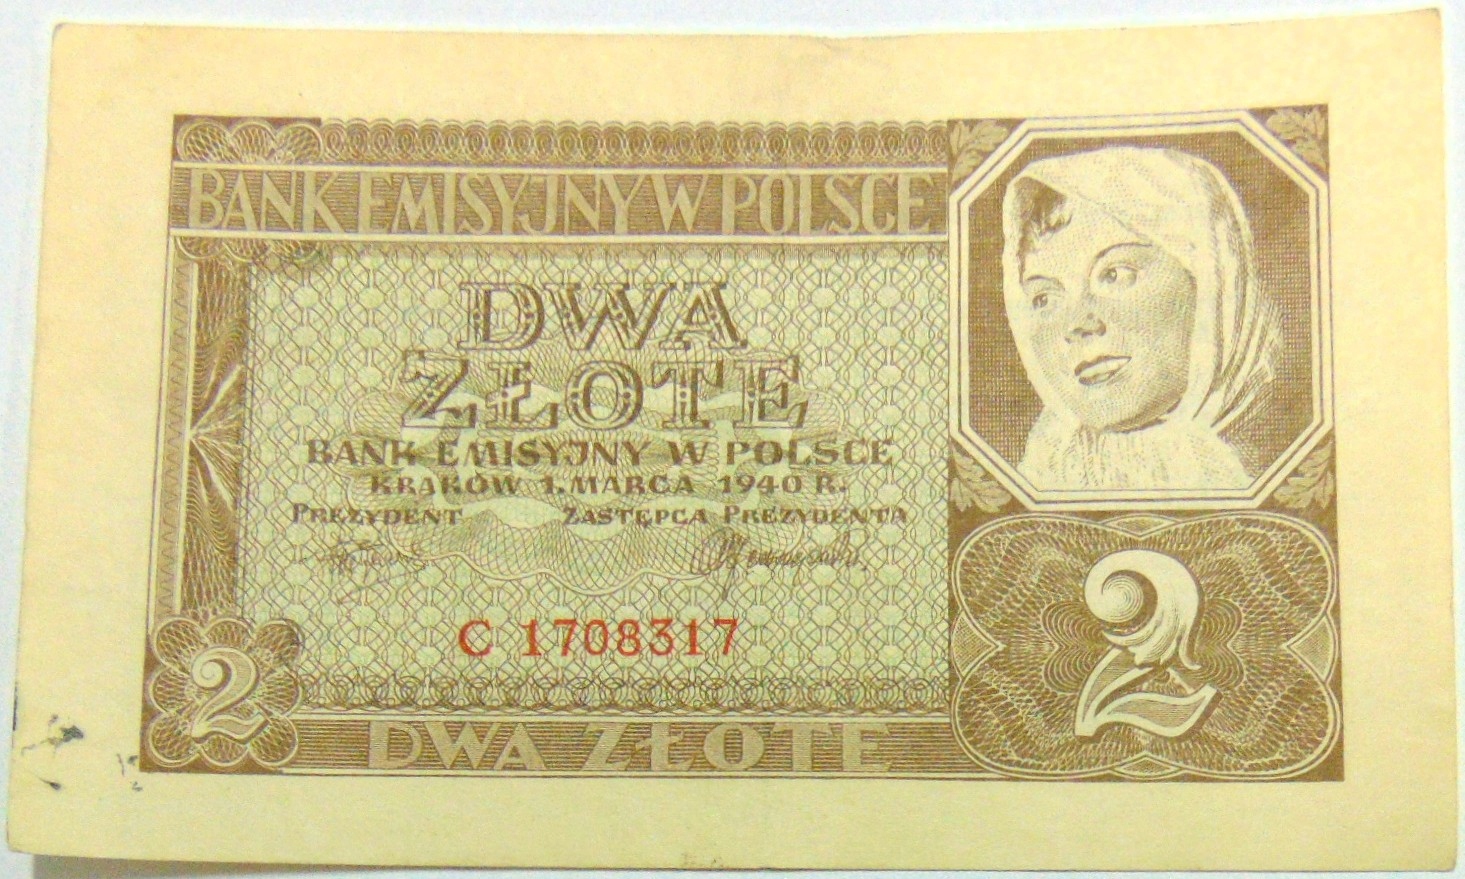 BANK EMISYJNY W POLSCE
DWA
ZŁOTE
BANK EMISYJNY W POLSCE
KRAKÓW 1. MARCA 1940 R.
PREZYDENT ZASTĘPCA PREZYDENTA
C 1708317
2
2
DWA ZŁOTE